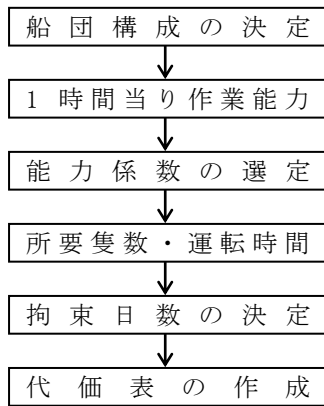 船団構成の決定
1時間当り作業能力
能力係数の選定
所要隻数・運転時間
拘束日数の決定
代価表の作成